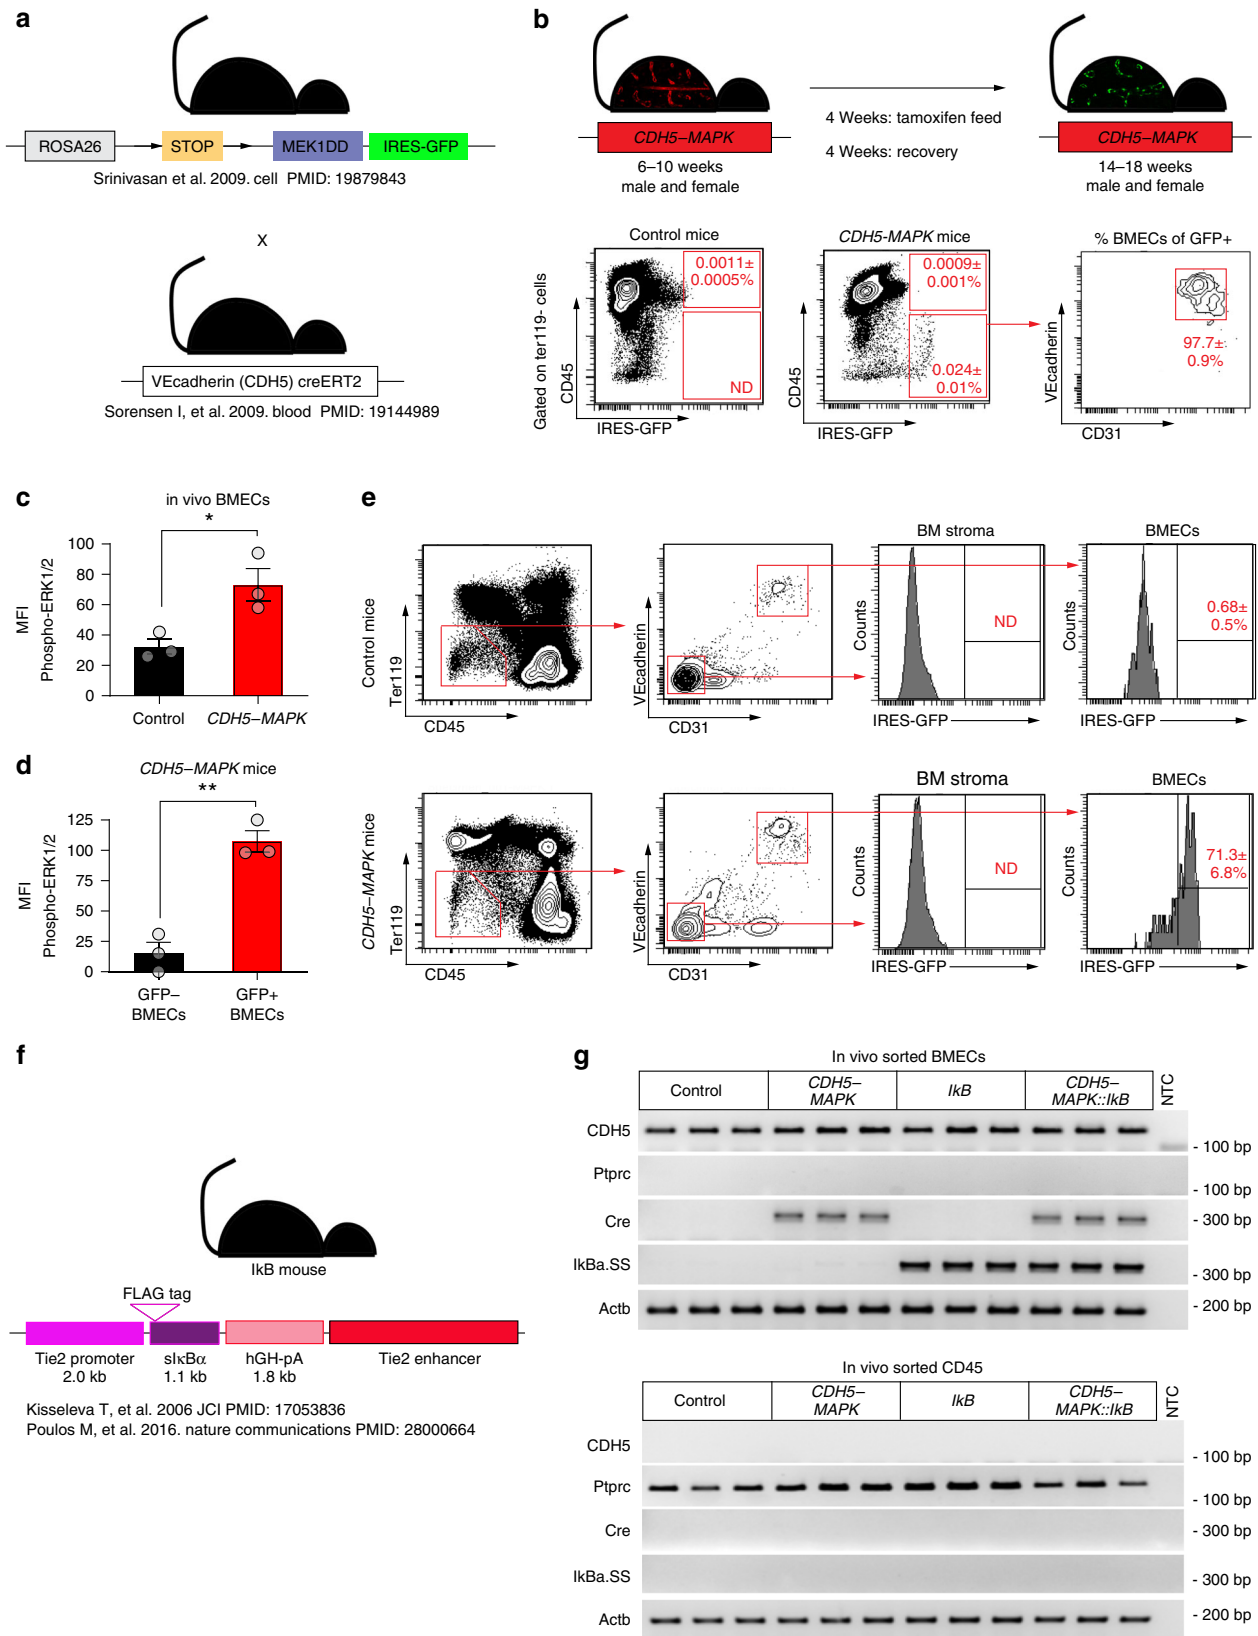 a
ROSA26
STOP
MEK1DD
IRES-GFP
Srinivasan et al. 2009. cell PMID: 19879843
X
VEcadherin (CDH5) creERT2
Sorensen I, et al. 2009. blood PMID: 19144989
b
CDH5–MAPK
6–10 weeks
male and female
4 Weeks: tamoxifen feed
4 Weeks: recovery
CDH5–MAPK
14–18 weeks
male and female
Gated on ter119- cells
Control mice
0.0011±
0.0005%
ND
CD45
IRES-GFP
CDH5-MAPK mice
0.0009±
0.001%
0.024±
0.01%
CD45
IRES-GFP
% BMECs of GFP+
97.7±
0.9%
VEcadherin
CD31
c
in vivo BMECs
*
MFI
Phospho-ERK1/2
100
80
60
40
20
0
Control
CDH5–MAPK
d
CDH5–MAPK mice
**
MFI
Phospho-ERK1/2
125
100
75
50
25
0
GFP–
BMECs
GFP+
BMECs
e
Control mice
Ter119
CD45
VEcadherin
CD31
BM stroma
Counts
ND
IRES-GFP
BMECs
Counts
0.68±
0.5%
IRES-GFP
CDH5–MAPK mice
Ter119
CD45
VEcadherin
CD31
BM stroma
Counts
ND
IRES-GFP
BMECs
Counts
71.3±
6.8%
IRES-GFP
f
IkB mouse
FLAG tag
Tie2 promoter
2.0 kb
sIκBα
1.1 kb
hGH-pA
1.8 kb
Tie2 enhancer
Kisseleva T, et al. 2006 JCI PMID: 17053836
Poulos M, et al. 2016. nature communications PMID: 28000664
g
In vivo sorted BMECs
Control
CDH5–
MAPK
IkB
CDH5–
MAPK::IkB
NTC
CDH5
- 100 bp
Ptprc
- 100 bp
Cre
- 300 bp
IkBa.SS
- 300 bp
Actb
- 200 bp
In vivo sorted CD45
Control
CDH5–
MAPK
IkB
CDH5–
MAPK::IkB
NTC
CDH5
- 100 bp
Ptprc
- 100 bp
Cre
- 300 bp
IkBa.SS
- 300 bp
Actb
- 200 bp